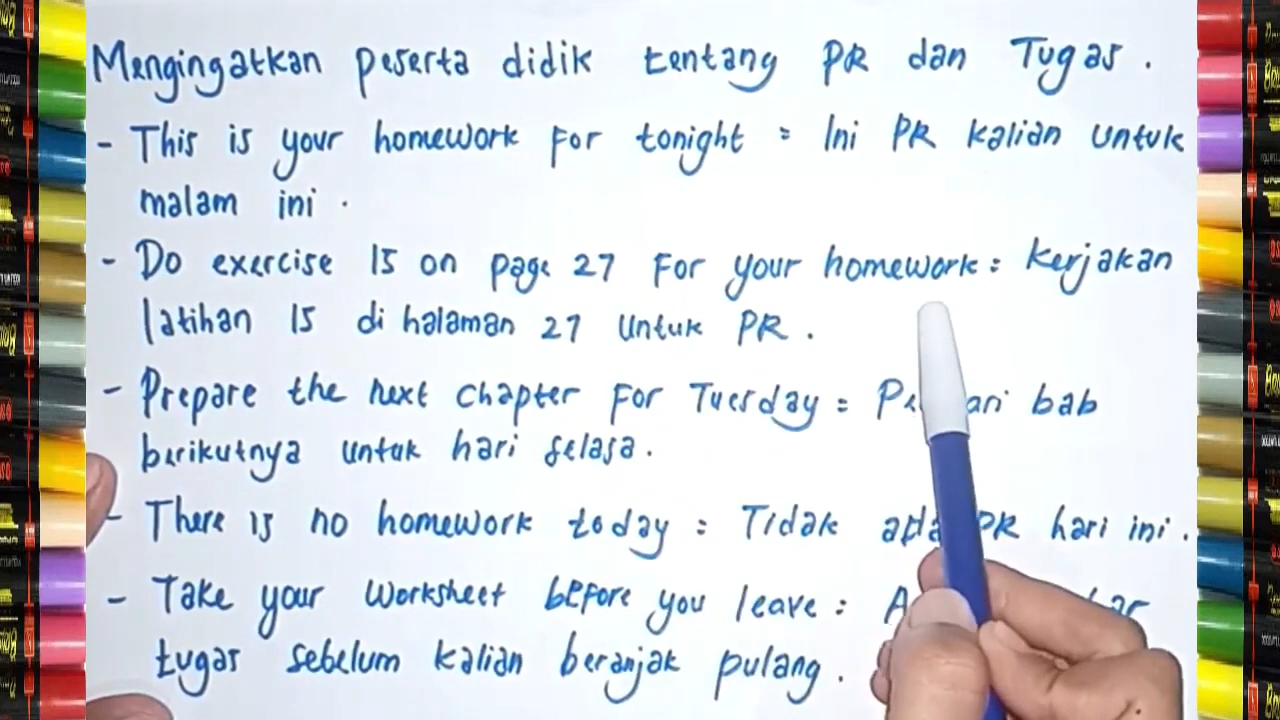 Mengingatkan peserta didik tentang PR dan Tugas.
- This is your homework for tonight = Ini PR kalian untuk
malam ini.
- Do exercise 15 on page 27 for your homework = Kerjakan
latihan 15 di halaman 27 untuk PR.
- Prepare the next chapter for Tuesday = bab
berikutnya untuk hari selasa.
- There is no homework today = Tidak ada PR hari ini.
- Take your worksheet before you leave =
tugas sebelum kalian beranjak pulang.